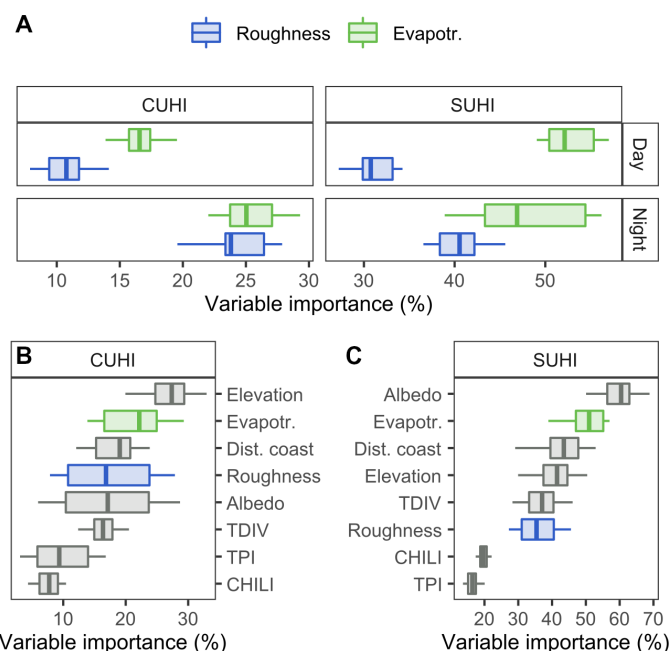 A
Roughness Evapotr.
CUHI SUHI
Day
Night
10 15 20 25 30 30 40 50
Variable importance (%)
B CUHI
Elevation
Evapotr.
Dist. coast
Roughness
Albedo
TDIV
TPI
CHILI
10 20 30
Variable importance (%)
C SUHI
Albedo
Evapotr.
Dist. coast
Elevation
TDIV
Roughness
CHILI
TPI
20 30 40 50 60 70
Variable importance (%)